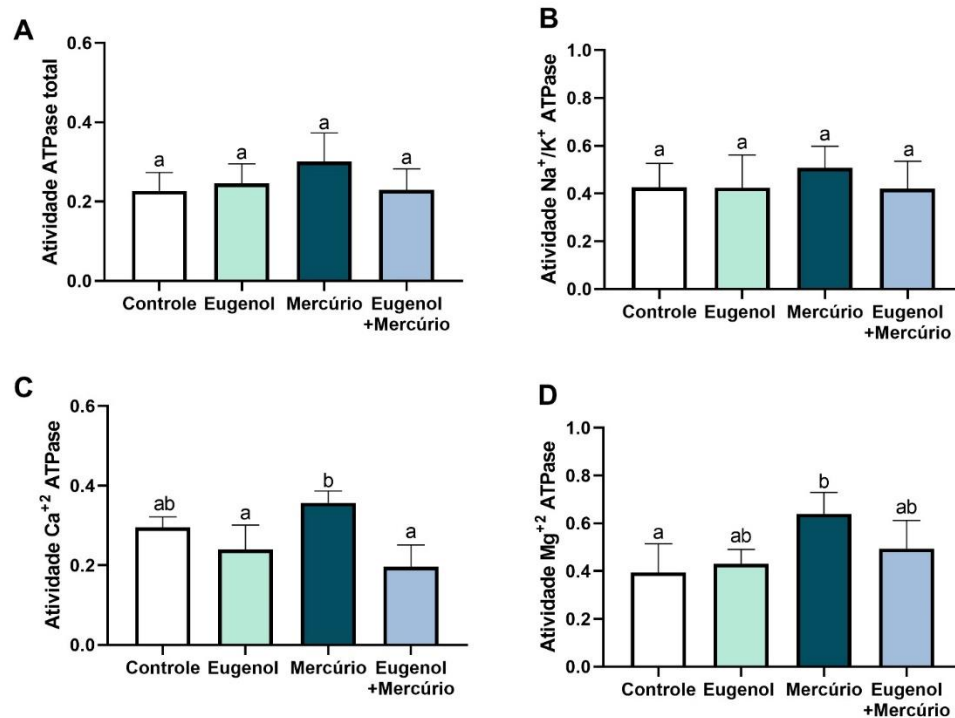 A
Atividade ATPase total
0.6
0.4
0.2
0.0
a
a
a
a
Controle Eugenol Mercúrio Eugenol
+Mercúrio
B
Atividade Na⁺/K⁺ ATPase
1.0
0.8
0.6
0.4
0.2
0.0
a
a
a
a
Controle Eugenol Mercúrio Eugenol
+Mercúrio
C
Atividade Ca⁺² ATPase
0.6
0.4
0.2
0.0
ab
a
b
a
Controle Eugenol Mercúrio Eugenol
+Mercúrio
D
Atividade Mg⁺² ATPase
1.0
0.8
0.6
0.4
0.2
0.0
a
ab
b
ab
Controle Eugenol Mercúrio Eugenol
+Mercúrio